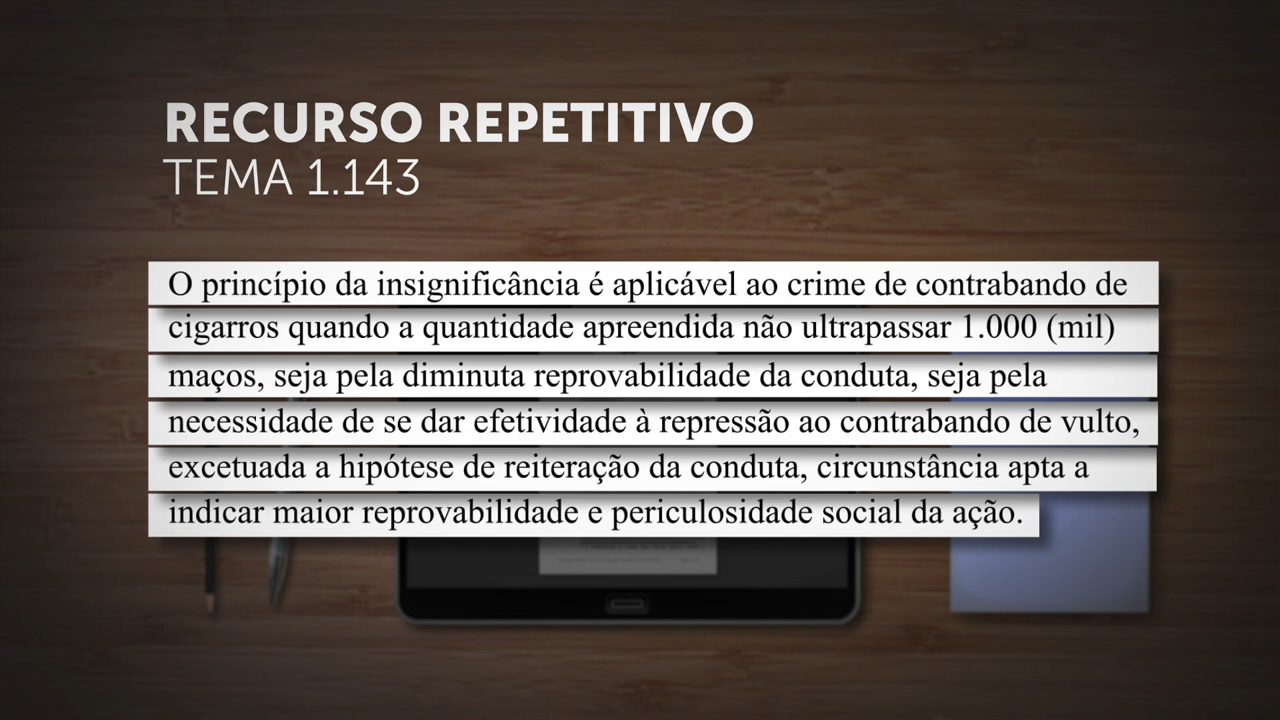 RECURSO REPETITIVO
TEMA 1.143
O princípio da insignificância é aplicável ao crime de contrabando de
cigarros quando a quantidade apreendida não ultrapassar 1.000 (mil)
maços, seja pela diminuta reprovabilidade da conduta, seja pela
necessidade de se dar efetividade à repressão ao contrabando de vulto,
excetuada a hipótese de reiteração da conduta, circunstância apta a
indicar maior reprovabilidade e periculosidade social da ação.